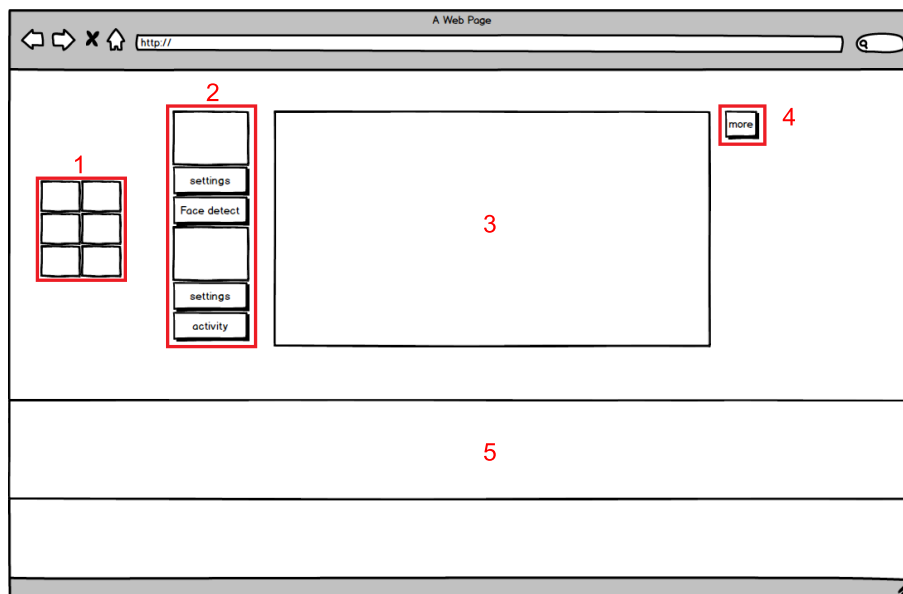 A Web Page
http://
2
4
more
1
settings
Face detect
3
settings
activity
5